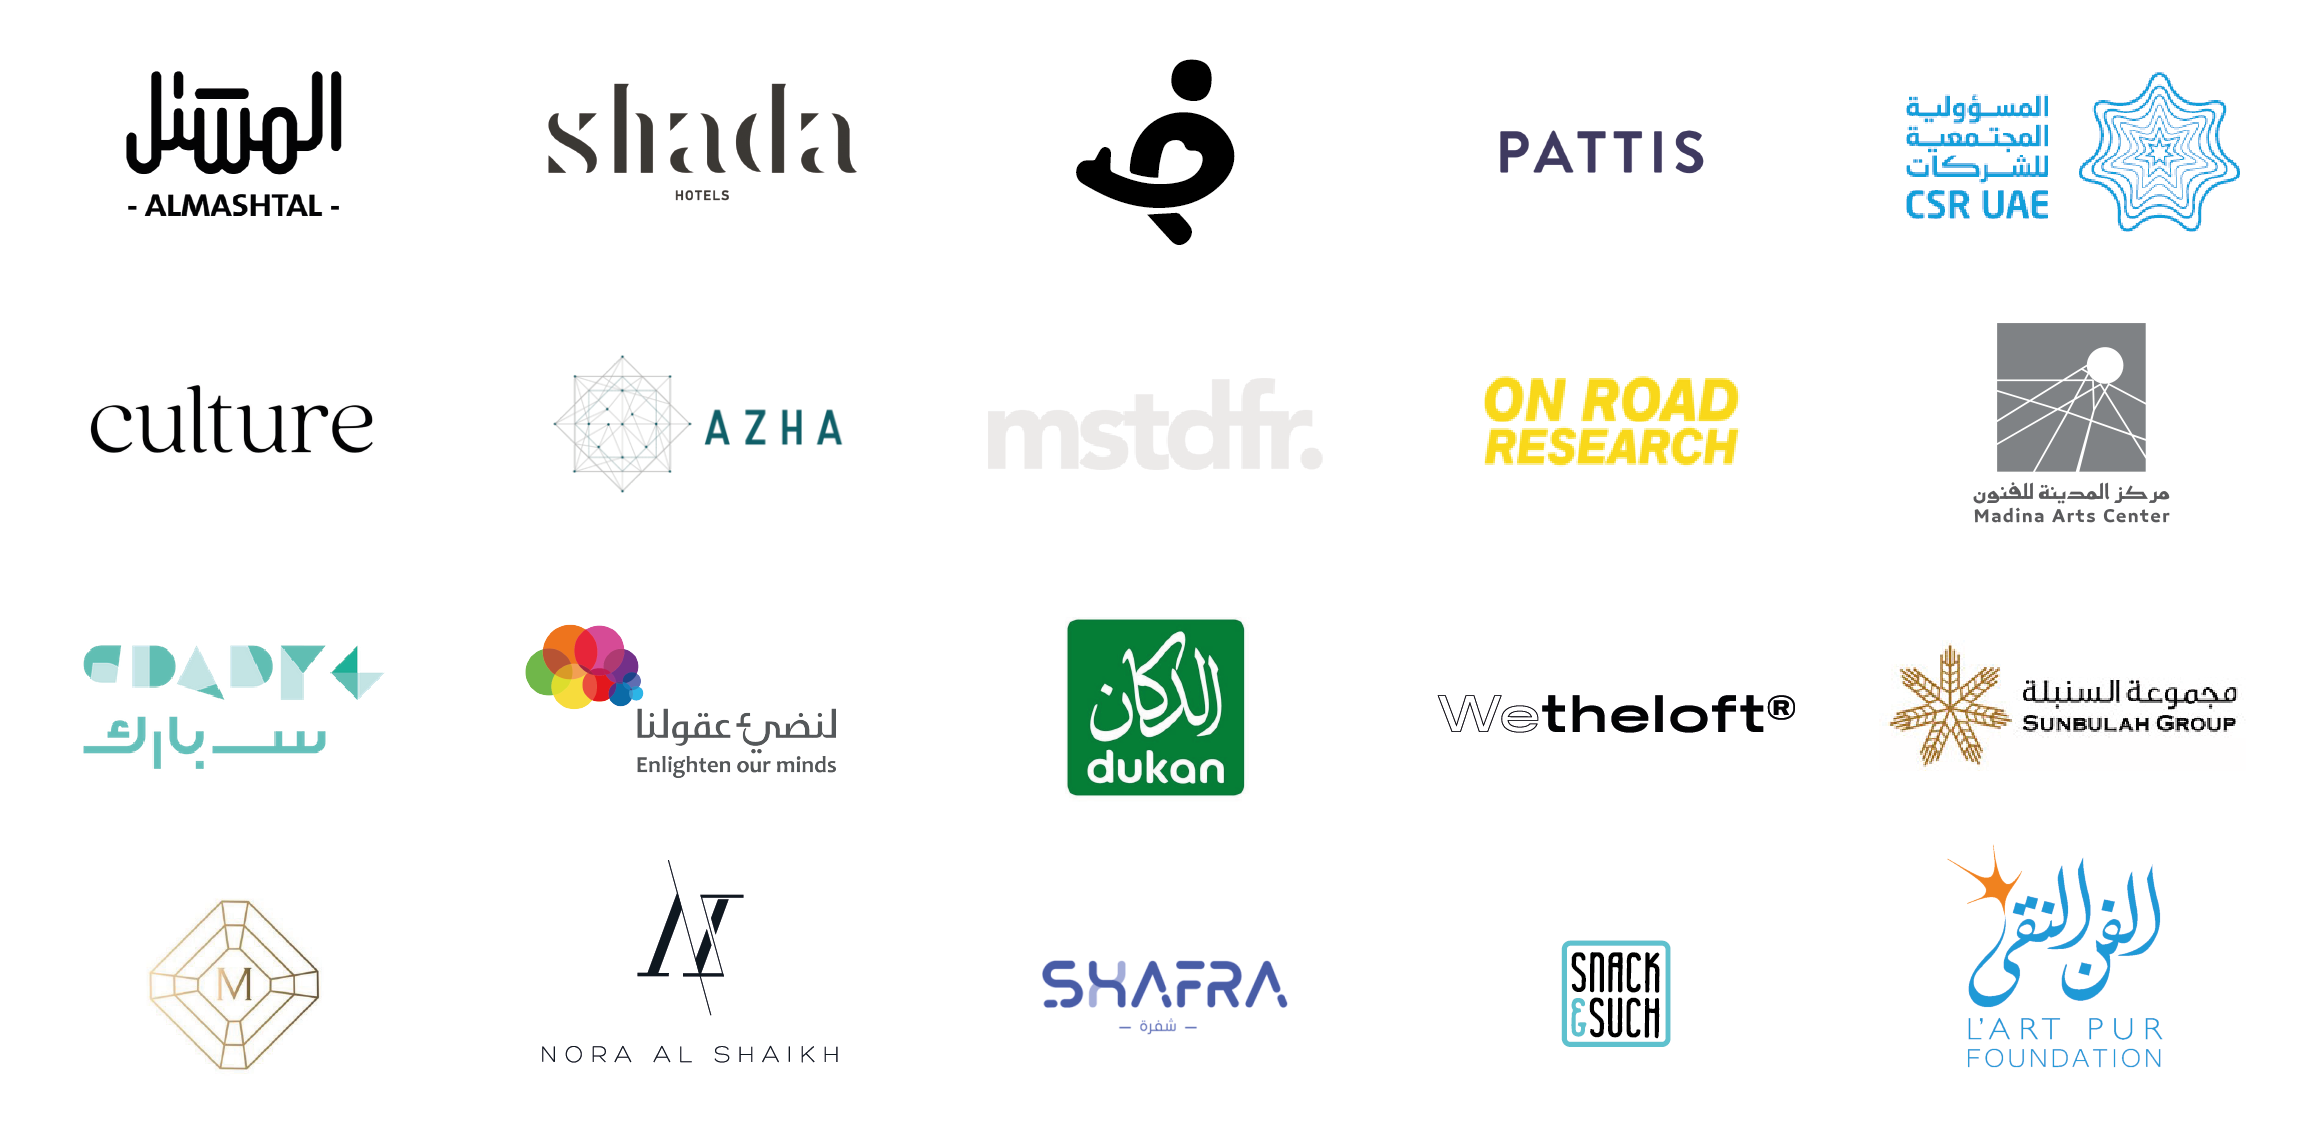 المشتل
- ALMASHTAL -
shada
HOTELS
PATTIS
المسؤولية
المجتمعية
للشركات
CSR UAE
culture
AZHA
mstdfr.
ON ROAD
RESEARCH
مركز المدينة للفنون
Madina Arts Center
سـبارك
لنضيء عقولنا
Enlighten our minds
الدكان
dukan
Wetheloft®
مجموعة السنبلة
SUNBULAH GROUP
M
N
NORA AL SHAIKH
SHAFRA
– شفرة –
SNACK
& SUCH
الفن النقي
L'ART PUR
FOUNDATION